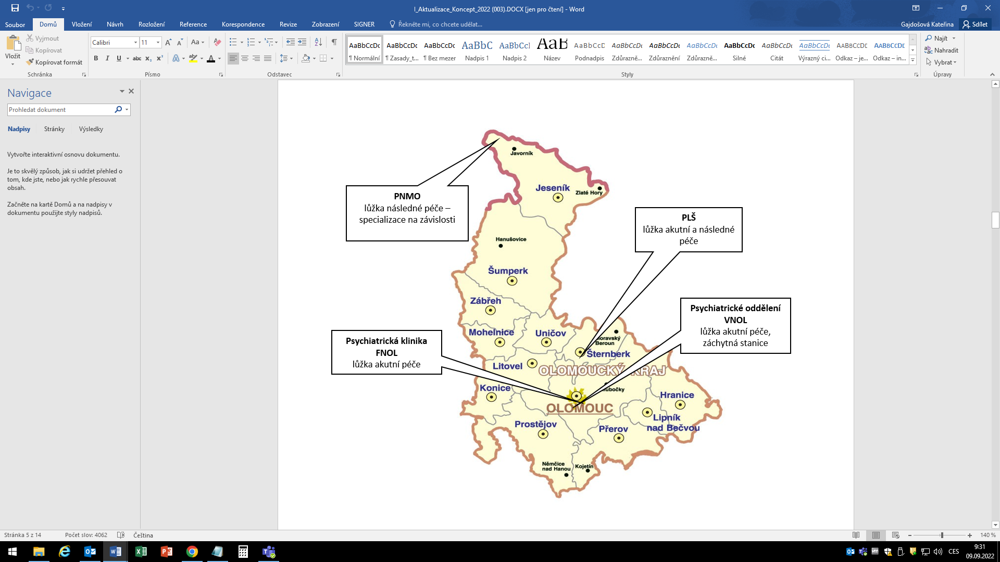 I_Aktualizace_Koncept_2022 (003).DOCX [jen pro čtení] - Word
Soubor
Domů
Vložení
Návrh
Rozložení
Reference
Korespondence
Revize
Zobrazení
SIGNER
Řekněte mi, co chcete udělat...
Gajdošová Kateřina
Sdílet
Vložit
Vyjmout
Kopírovat
Kopírovat formát
Schránka
Calibri
11
Písmo
Odstavec
AaBbCcDc
¶ Normální
AaBbCcDc
¶ Zasady_t...
AaBbCcDc
¶ Bez mezer
AaBbC
Nadpis 1
AaBbCcI
Nadpis 2
AaB
Název
AaBbCcD
Podnadpis
AaBbCcDc
Zdůrazně...
AaBbCcDc
Zdůraznění
AaBbCcDc
Zdůrazně...
AaBbCcDc
Silné
AaBbCcDc
Citát
AaBbCcDc
Výrazný ci...
AABBCCDE
Odkaz – je...
AABBCCDE
Odkaz – in...
Styly
Najít
Nahradit
Vybrat
Úpravy
Navigace
Prohledat dokument
Nadpisy
Stránky
Výsledky
Vytvořte interaktivní osnovu dokumentu.
Je to skvělý způsob, jak si udržet přehled o
tom, kde jste, nebo jak rychle přesouvat
obsah.
Začněte na kartě Domů a na nadpisy v
dokumentu použijte styly nadpisů.
Javorník
Jeseník
Zlaté Hory
PNMO
lůžka následné péče –
specializace na závislosti
PLŠ
lůžka akutní a následné
péče
Hanušovice
Šumperk
Zábřeh
Psychiatrické oddělení
VNOL
lůžka akutní péče,
záchytná stanice
Mohelnice
Uničov
Moravský
Beroun
Šternberk
Psychiatrická klinika
FNOL
lůžka akutní péče
Litovel
OLOMOUCKÝ KRAJ
Konice
Hlubočky
Hranice
OLOMOUC
Lipník
nad Bečvou
Prostějov
Přerov
Němčice
nad Hanou
Kojetín
Stránka 5 z 14
Počet slov: 4062
Čeština
140 %
CES
9:31
09.09.2022